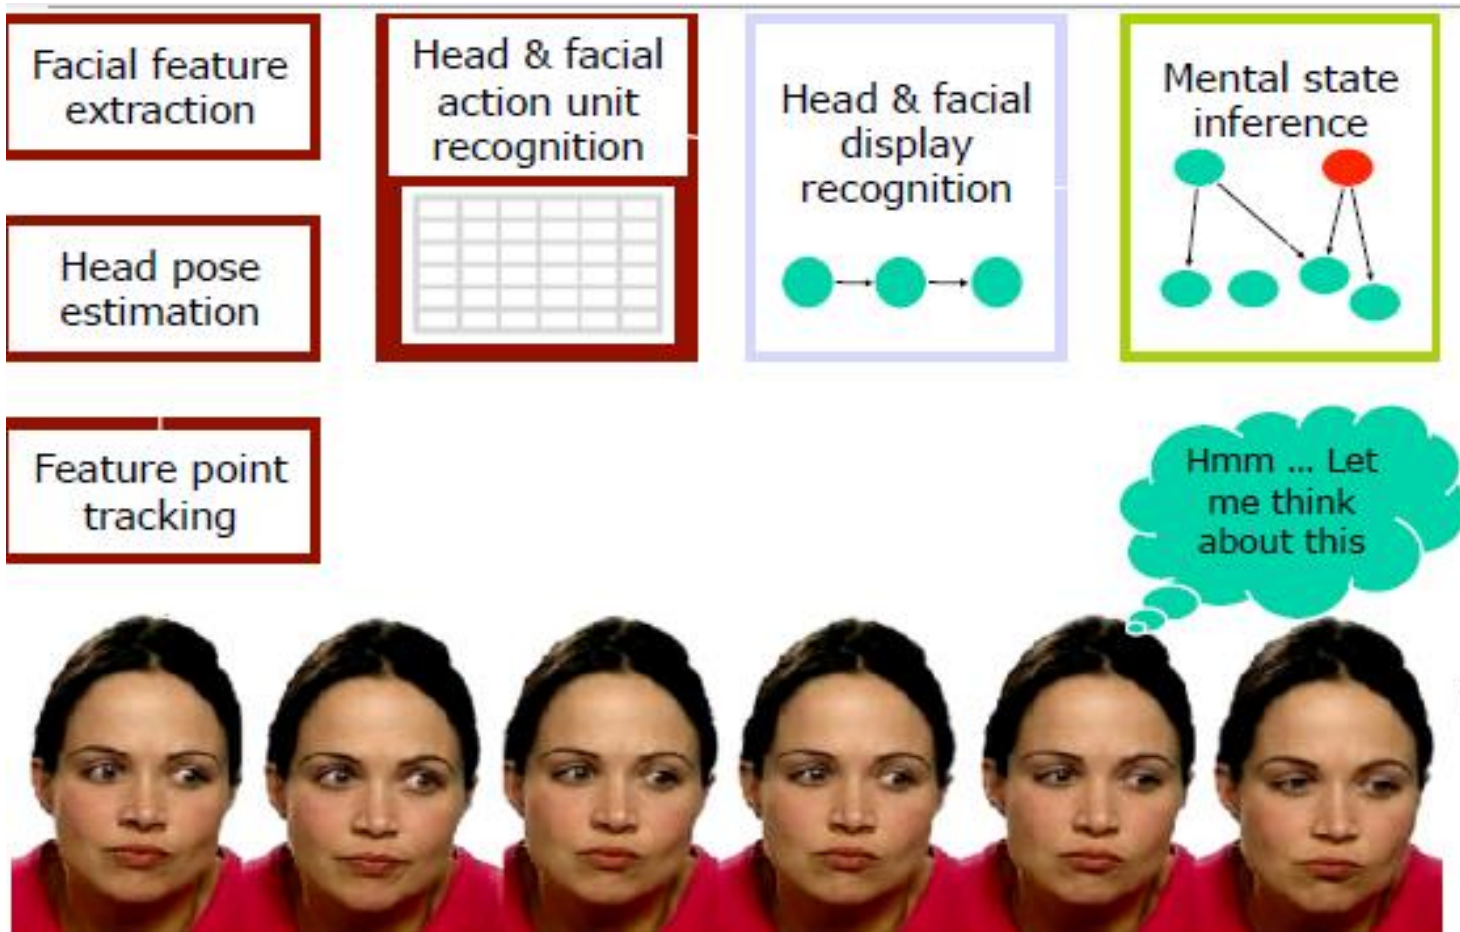 Facial feature
extraction
Head pose
estimation
Feature point
tracking
Head & facial
action unit
recognition
Head & facial
display
recognition
Mental state
inference
Hmm ... Let
me think
about this